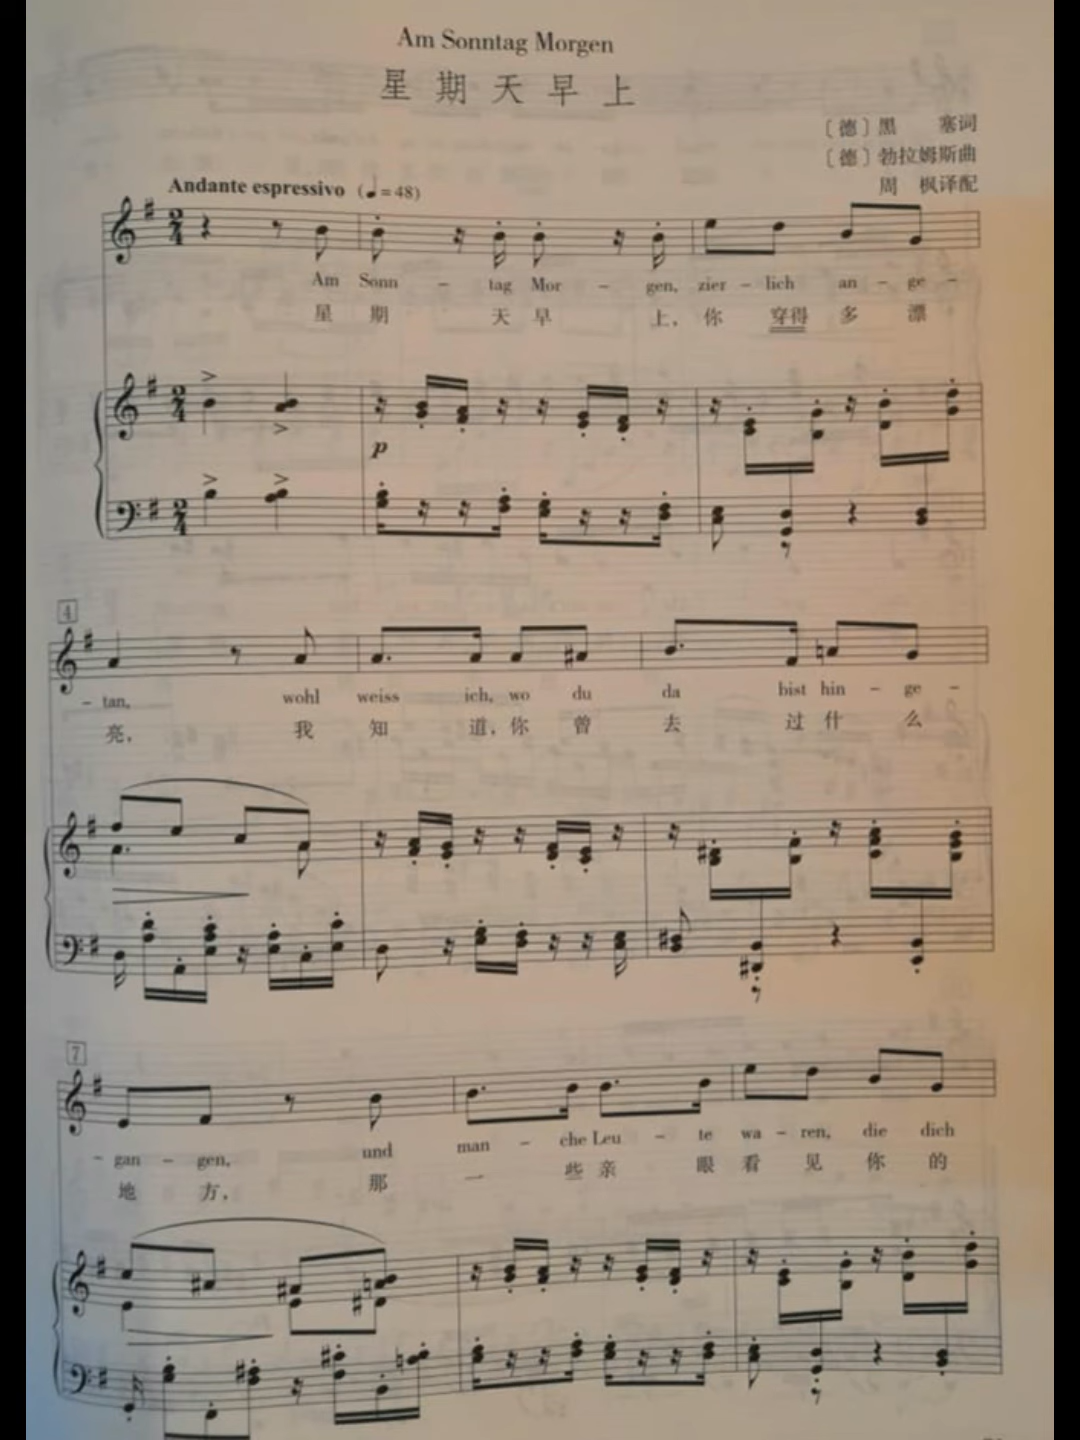 Am Sonntag Morgen
星期天早上
〔德〕黑 塞词
〔德〕勃拉姆斯曲
周 枫译配
Andante espressivo (♩=48)
Am Sonn – tag Mor – gen, zier – lich an – ge –
星 期 天 早 上, 你 穿得 多 漂
p
4
– tan, wohl weiss ich, wo du da bist hin – ge –
亮, 我 知 道, 你 曾 去 过 什 么
7
– gan – gen, und man – che Leu – te wa – ren, die dich
地 方, 那 一 些 亲 眼 看 见 你 的